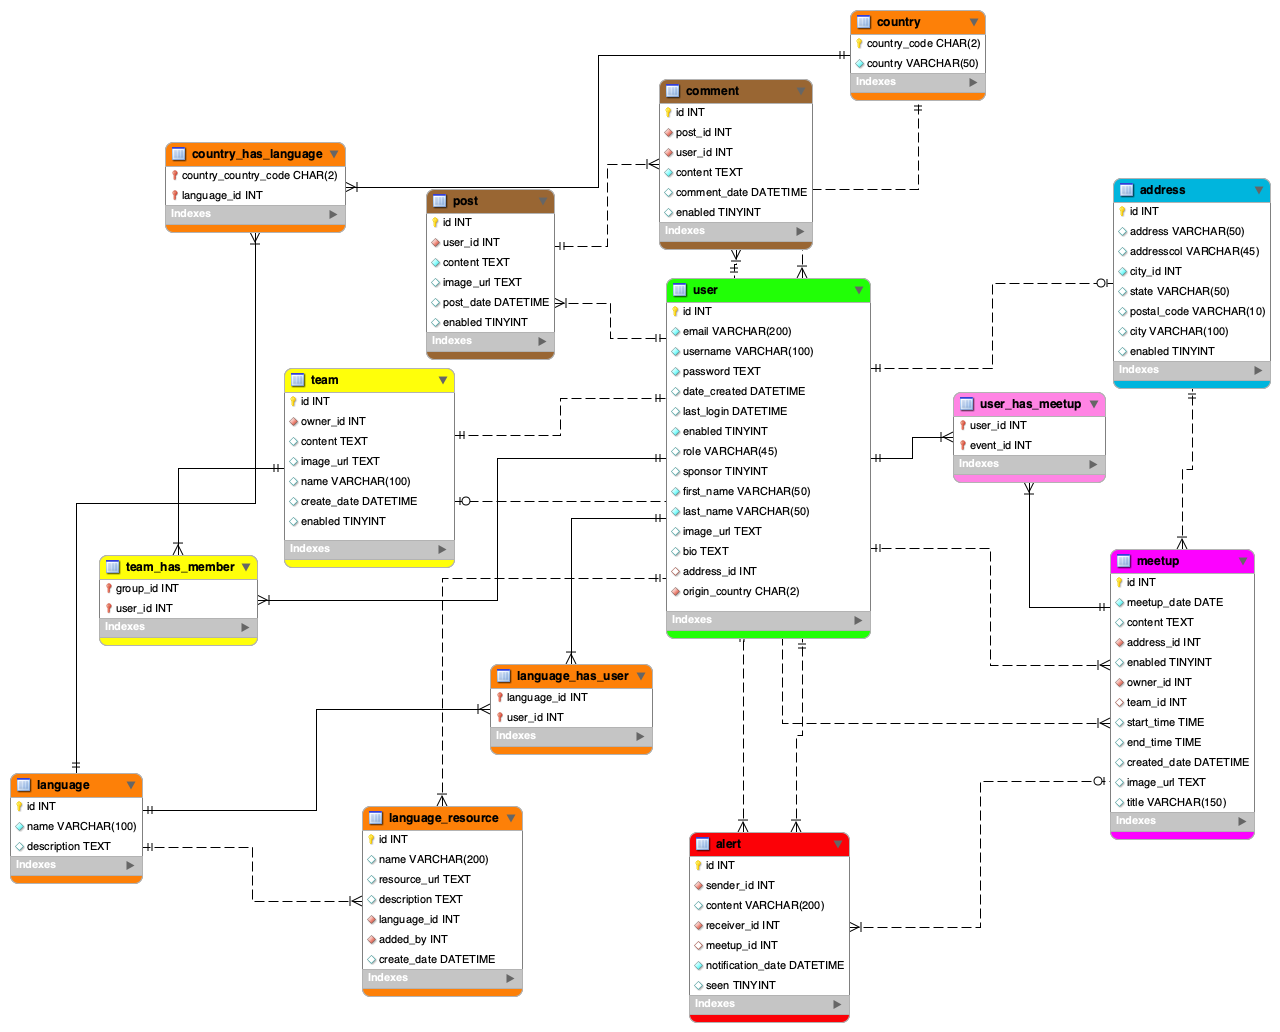 country
country_code CHAR(2)
country VARCHAR(50)
Indexes
comment
id INT
post_id INT
user_id INT
content TEXT
comment_date DATETIME
enabled TINYINT
Indexes
country_has_language
country_country_code CHAR(2)
language_id INT
Indexes
post
id INT
user_id INT
content TEXT
image_url TEXT
post_date DATETIME
enabled TINYINT
Indexes
address
id INT
address VARCHAR(50)
addresscol VARCHAR(45)
city_id INT
state VARCHAR(50)
postal_code VARCHAR(10)
city VARCHAR(100)
enabled TINYINT
Indexes
user
id INT
email VARCHAR(200)
username VARCHAR(100)
password TEXT
date_created DATETIME
last_login DATETIME
enabled TINYINT
role VARCHAR(45)
sponsor TINYINT
first_name VARCHAR(50)
last_name VARCHAR(50)
image_url TEXT
bio TEXT
address_id INT
origin_country CHAR(2)
Indexes
team
id INT
owner_id INT
content TEXT
image_url TEXT
name VARCHAR(100)
create_date DATETIME
enabled TINYINT
Indexes
user_has_meetup
user_id INT
event_id INT
Indexes
team_has_member
group_id INT
user_id INT
Indexes
meetup
id INT
meetup_date DATE
content TEXT
address_id INT
enabled TINYINT
owner_id INT
team_id INT
start_time TIME
end_time TIME
created_date DATETIME
image_url TEXT
title VARCHAR(150)
Indexes
language_has_user
language_id INT
user_id INT
Indexes
language
id INT
name VARCHAR(100)
description TEXT
Indexes
language_resource
id INT
name VARCHAR(200)
resource_url TEXT
description TEXT
language_id INT
added_by INT
create_date DATETIME
Indexes
alert
id INT
sender_id INT
content VARCHAR(200)
receiver_id INT
meetup_id INT
notification_date DATETIME
seen TINYINT
Indexes